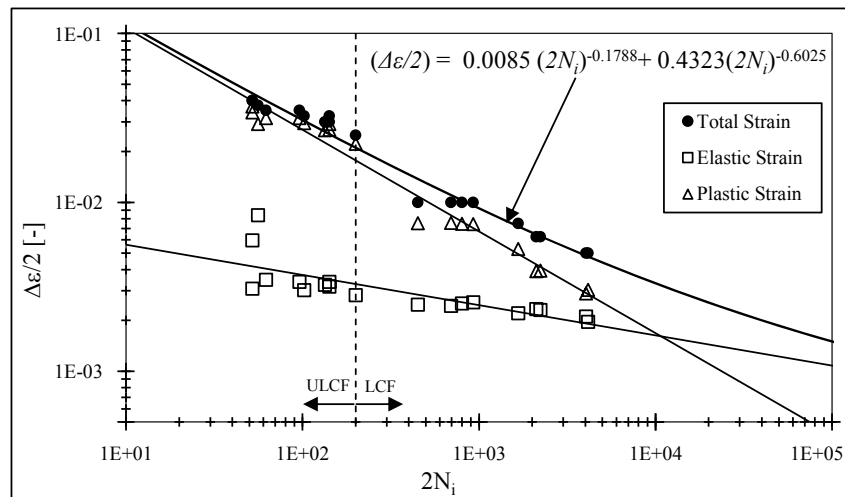 1E-01
(Δε/2) = 0.0085 (2Nᵢ)⁻⁰·¹⁷⁸⁸+ 0.4323(2Nᵢ)⁻⁰·⁶⁰²⁵
Total Strain
Elastic Strain
Plastic Strain
1E-02
Δε/2 [-]
1E-03
ULCF LCF
1E+01 1E+02 1E+03 1E+04 1E+05
2Nᵢ